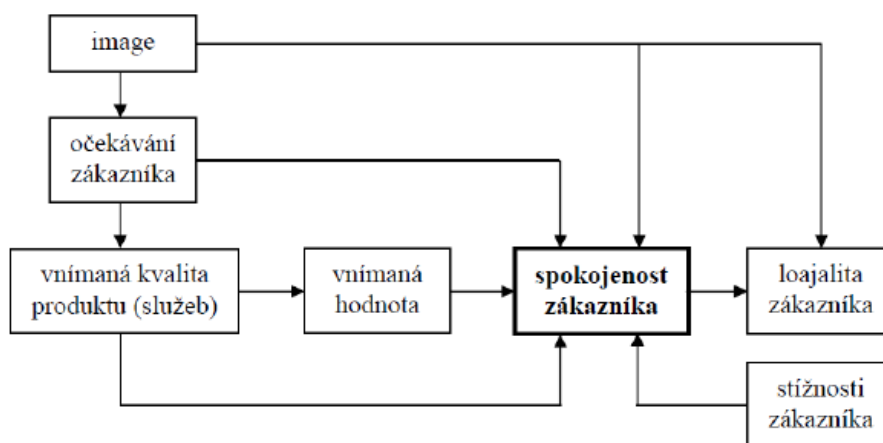 image
očekávání
zákazníka
vnímaná kvalita
produktu (služeb)
vnímaná
hodnota
spokojenost
zákazníka
loajalita
zákazníka
stížnosti
zákazníka